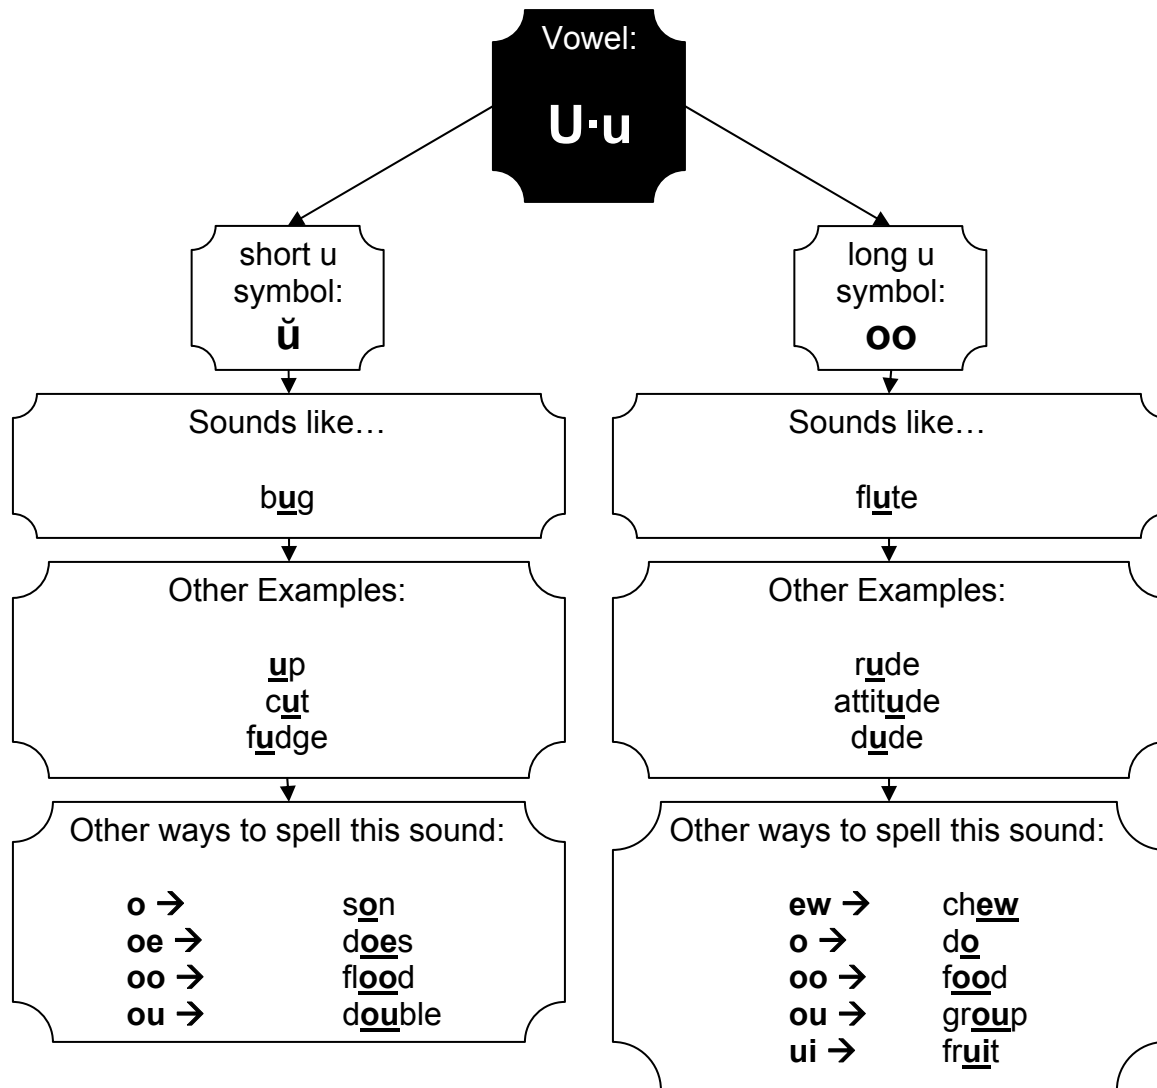 Vowel:
U·u
short u
symbol:
ŭ
Sounds like…
bug
Other Examples:
up
cut
fudge
Other ways to spell this sound:
o → son
oe → does
oo → flood
ou → double
long u
symbol:
oo
Sounds like…
flute
Other Examples:
rude
attitude
dude
Other ways to spell this sound:
ew → chew
o → do
oo → food
ou → group
ui → fruit